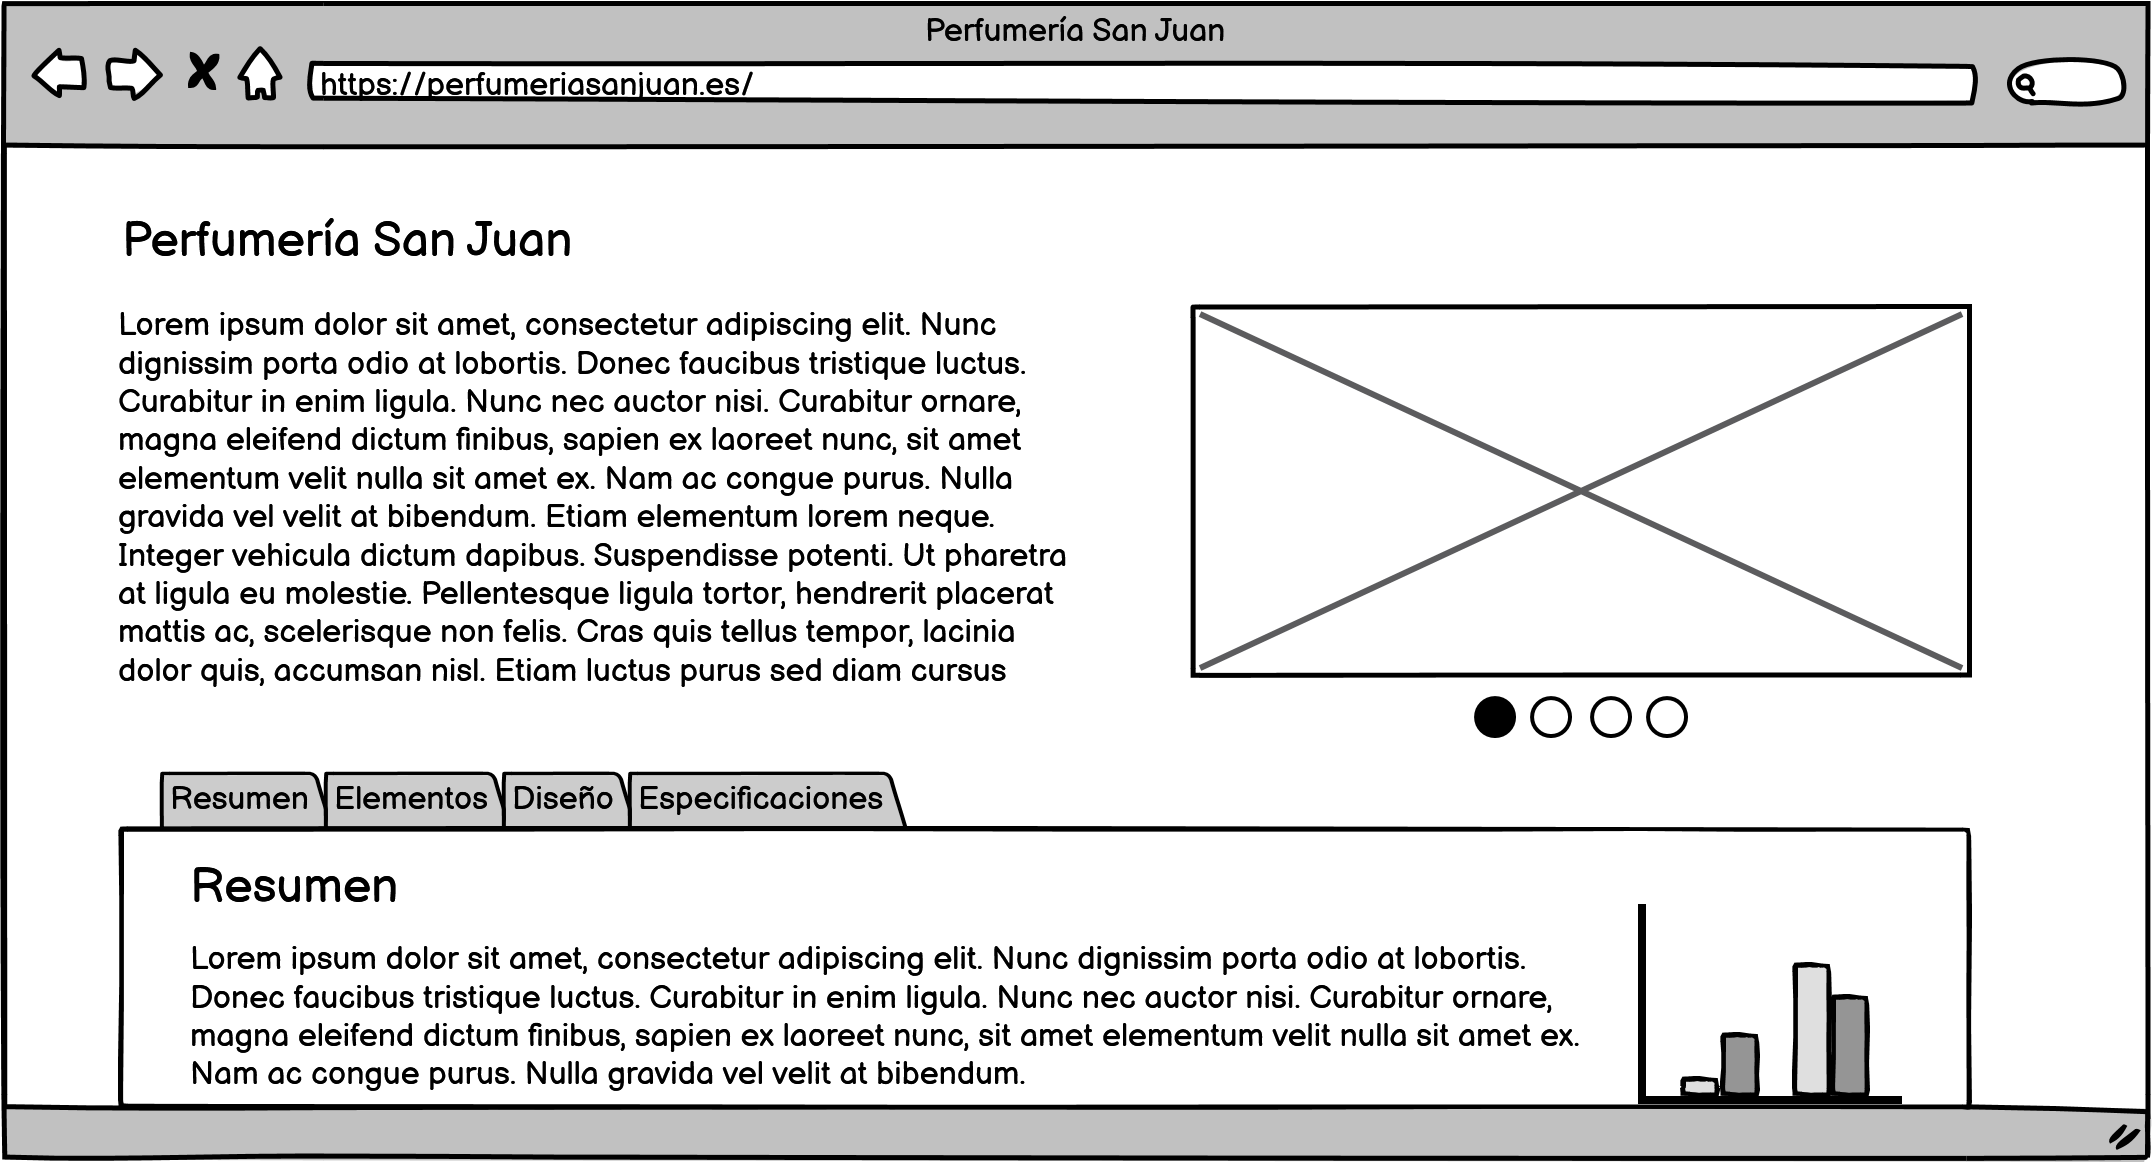 Perfumería San Juan
https://perfumeriasanjuan.es/
Perfumería San Juan
Lorem ipsum dolor sit amet, consectetur adipiscing elit. Nunc
dignissim porta odio at lobortis. Donec faucibus tristique luctus.
Curabitur in enim ligula. Nunc nec auctor nisi. Curabitur ornare,
magna eleifend dictum finibus, sapien ex laoreet nunc, sit amet
elementum velit nulla sit amet ex. Nam ac congue purus. Nulla
gravida vel velit at bibendum. Etiam elementum lorem neque.
Integer vehicula dictum dapibus. Suspendisse potenti. Ut pharetra
at ligula eu molestie. Pellentesque ligula tortor, hendrerit placerat
mattis ac, scelerisque non felis. Cras quis tellus tempor, lacinia
dolor quis, accumsan nisl. Etiam luctus purus sed diam cursus
Resumen Elementos Diseño Especificaciones
Resumen
Lorem ipsum dolor sit amet, consectetur adipiscing elit. Nunc dignissim porta odio at lobortis.
Donec faucibus tristique luctus. Curabitur in enim ligula. Nunc nec auctor nisi. Curabitur ornare,
magna eleifend dictum finibus, sapien ex laoreet nunc, sit amet elementum velit nulla sit amet ex.
Nam ac congue purus. Nulla gravida vel velit at bibendum.